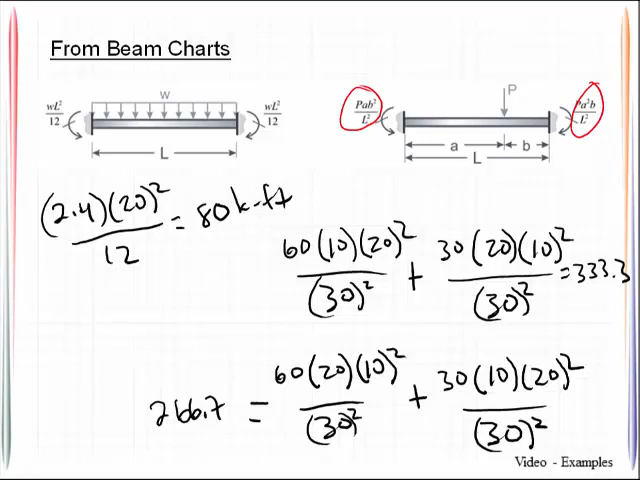 From Beam Charts
wL²/12 w wL²/12
L
Pab²/L² P Pa²b/L²
a b
L
(2.4)(20)²/12 = 80 k-ft
60(10)(20)²/(30)² + 30(20)(10)²/(30)² = 333.3
266.7 = 60(20)(10)²/(30)² + 30(10)(20)²/(30)²
Video - Examples